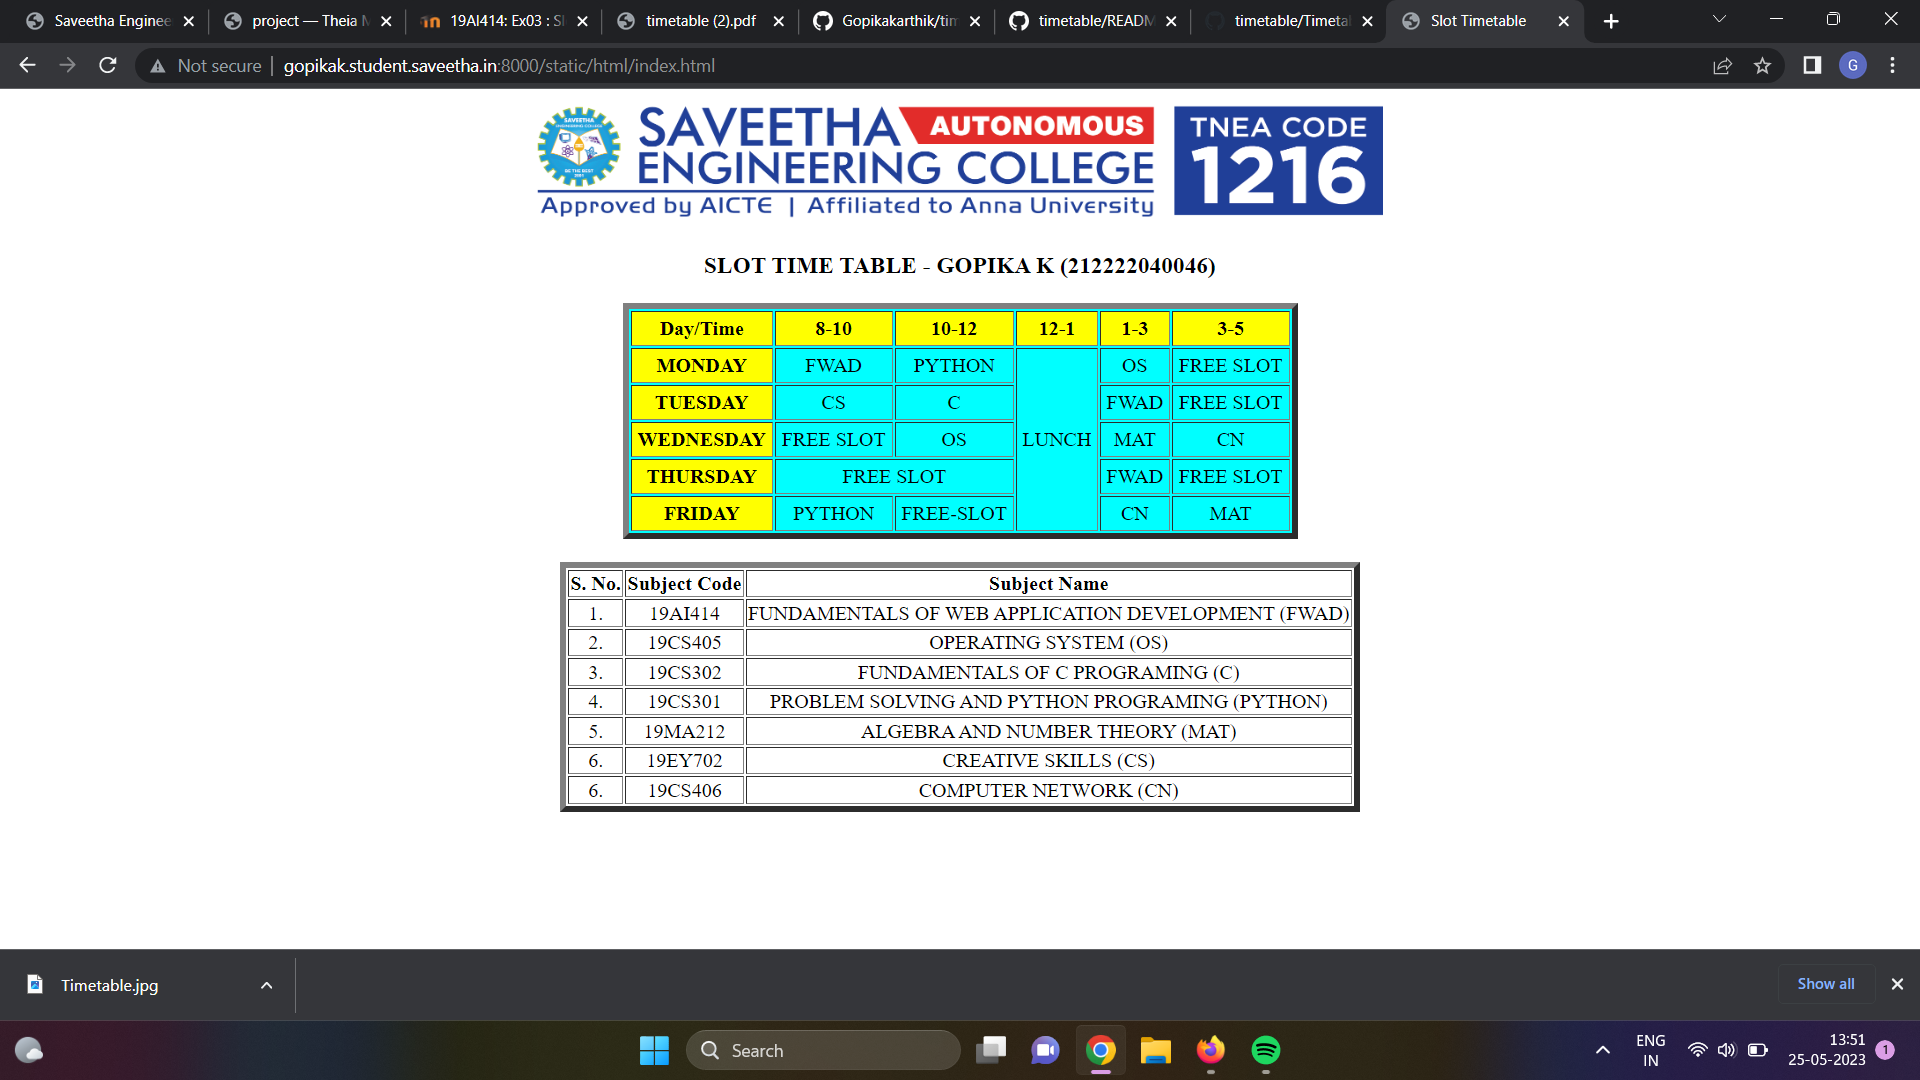 Saveetha Enginee
project — Theia
19AI414: Ex03 : Sl
timetable (2).pdf
Gopikakarthik/tim
timetable/READM
timetable/Timetal
Slot Timetable
Not secure
gopikak.student.saveetha.in:8000/static/html/index.html
G
SAVEETHA AUTONOMOUS
ENGINEERING COLLEGE
Approved by AICTE | Affiliated to Anna University
TNEA CODE
1216
SLOT TIME TABLE - GOPIKA K (212222040046)
Day/Time 8-10 10-12 12-1 1-3 3-5
MONDAY FWAD PYTHON OS FREE SLOT
TUESDAY CS C FWAD FREE SLOT
WEDNESDAY FREE SLOT OS LUNCH MAT CN
THURSDAY FREE SLOT FWAD FREE SLOT
FRIDAY PYTHON FREE-SLOT CN MAT
S. No. Subject Code Subject Name
1. 19AI414 FUNDAMENTALS OF WEB APPLICATION DEVELOPMENT (FWAD)
2. 19CS405 OPERATING SYSTEM (OS)
3. 19CS302 FUNDAMENTALS OF C PROGRAMING (C)
4. 19CS301 PROBLEM SOLVING AND PYTHON PROGRAMING (PYTHON)
5. 19MA212 ALGEBRA AND NUMBER THEORY (MAT)
6. 19EY702 CREATIVE SKILLS (CS)
6. 19CS406 COMPUTER NETWORK (CN)
Timetable.jpg
Show all
Search
ENG
IN
13:51
25-05-2023
1